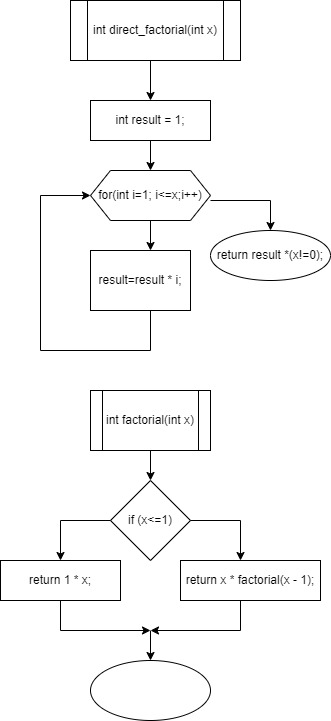 int direct_factorial(int x)
int result = 1;
for(int i=1; i<=x;i++)
return result *(x!=0);
result=result * i;
int factorial(int x)
if (x<=1)
return 1 * x;
return x * factorial(x - 1);